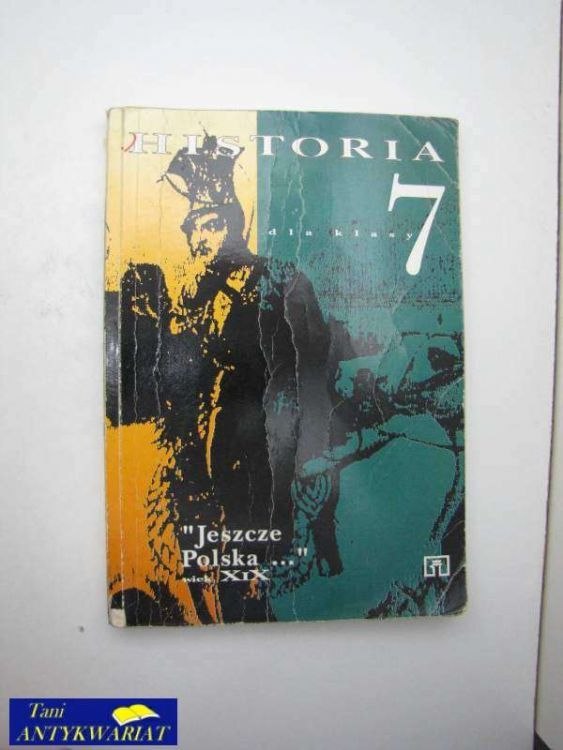 HISTORIA
dla klasy
7
"Jeszcze
Polska ..."
wiek XIX
Tani
ANTYKWARIAT